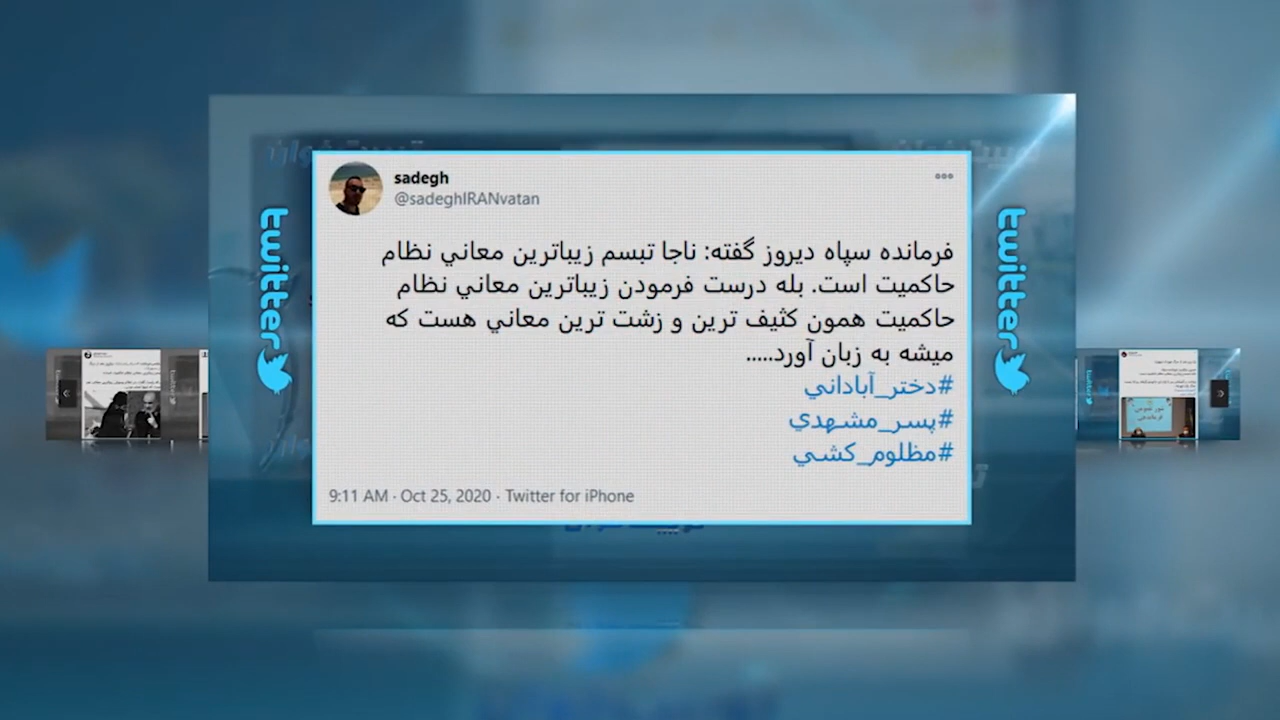 sadegh
@sadeghIRANvatan
فرمانده سپاه ديروز گفته: ناجا تبسم زيباترين معاني نظام
حاكميت است. بله درست فرمودن زيباترين معاني نظام
حاكميت همون كثيف ترين و زشت ترين معاني هست كه
ميشه به زبان آورد.....
#دختر_آباداني
#پسر_مشهدي
#مظلوم_كشي
9:11 AM · Oct 25, 2020 · Twitter for iPhone
twitter
twitter